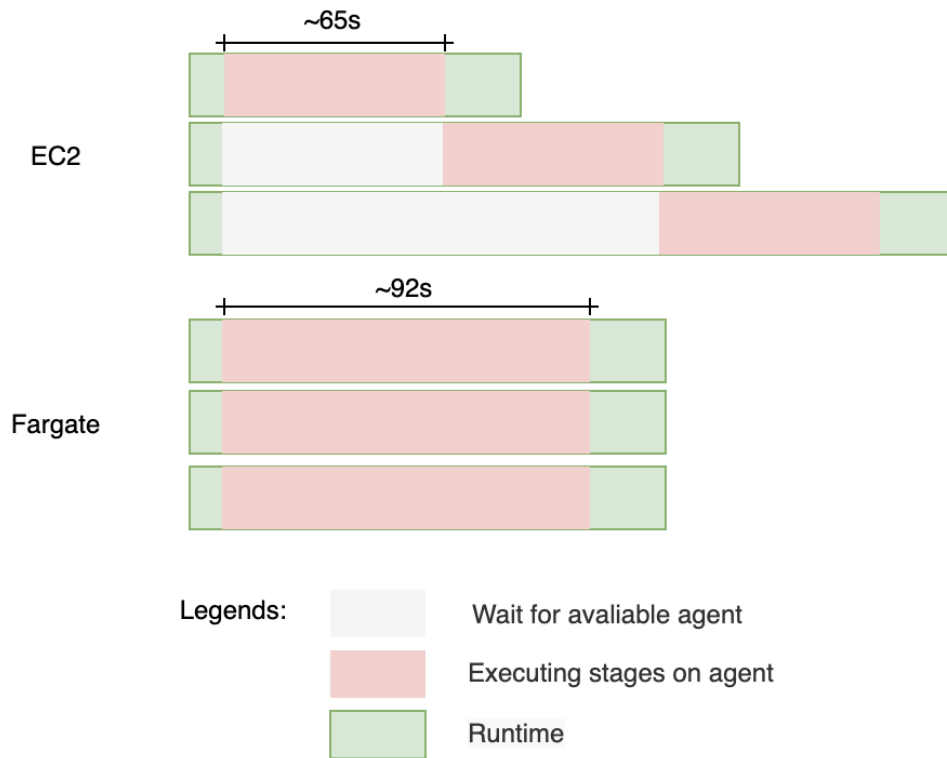 ~65s
EC2
~92s
Fargate
Legends:
Wait for avaliable agent
Executing stages on agent
Runtime